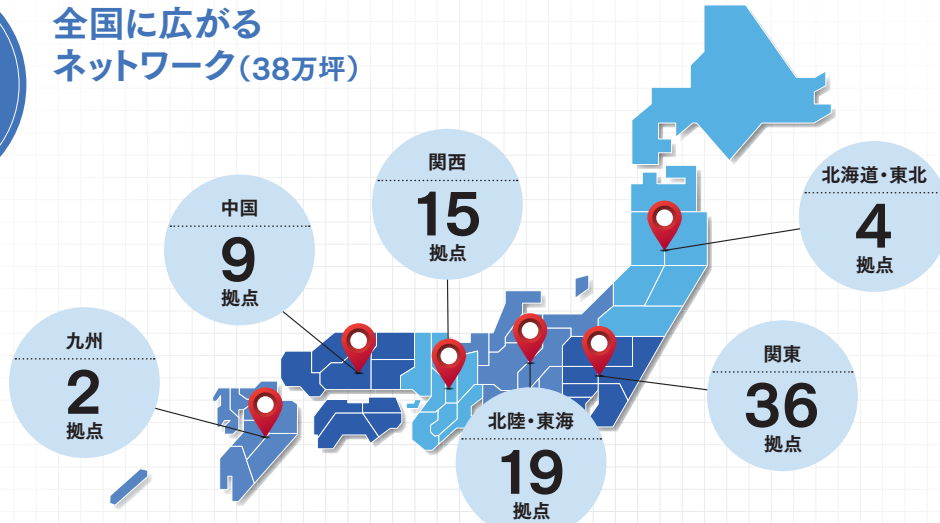 全国に広がる
ネットワーク(38万坪)
関西
15
拠点
北海道・東北
4
拠点
中国
9
拠点
九州
2
拠点
関東
36
拠点
北陸・東海
19
拠点